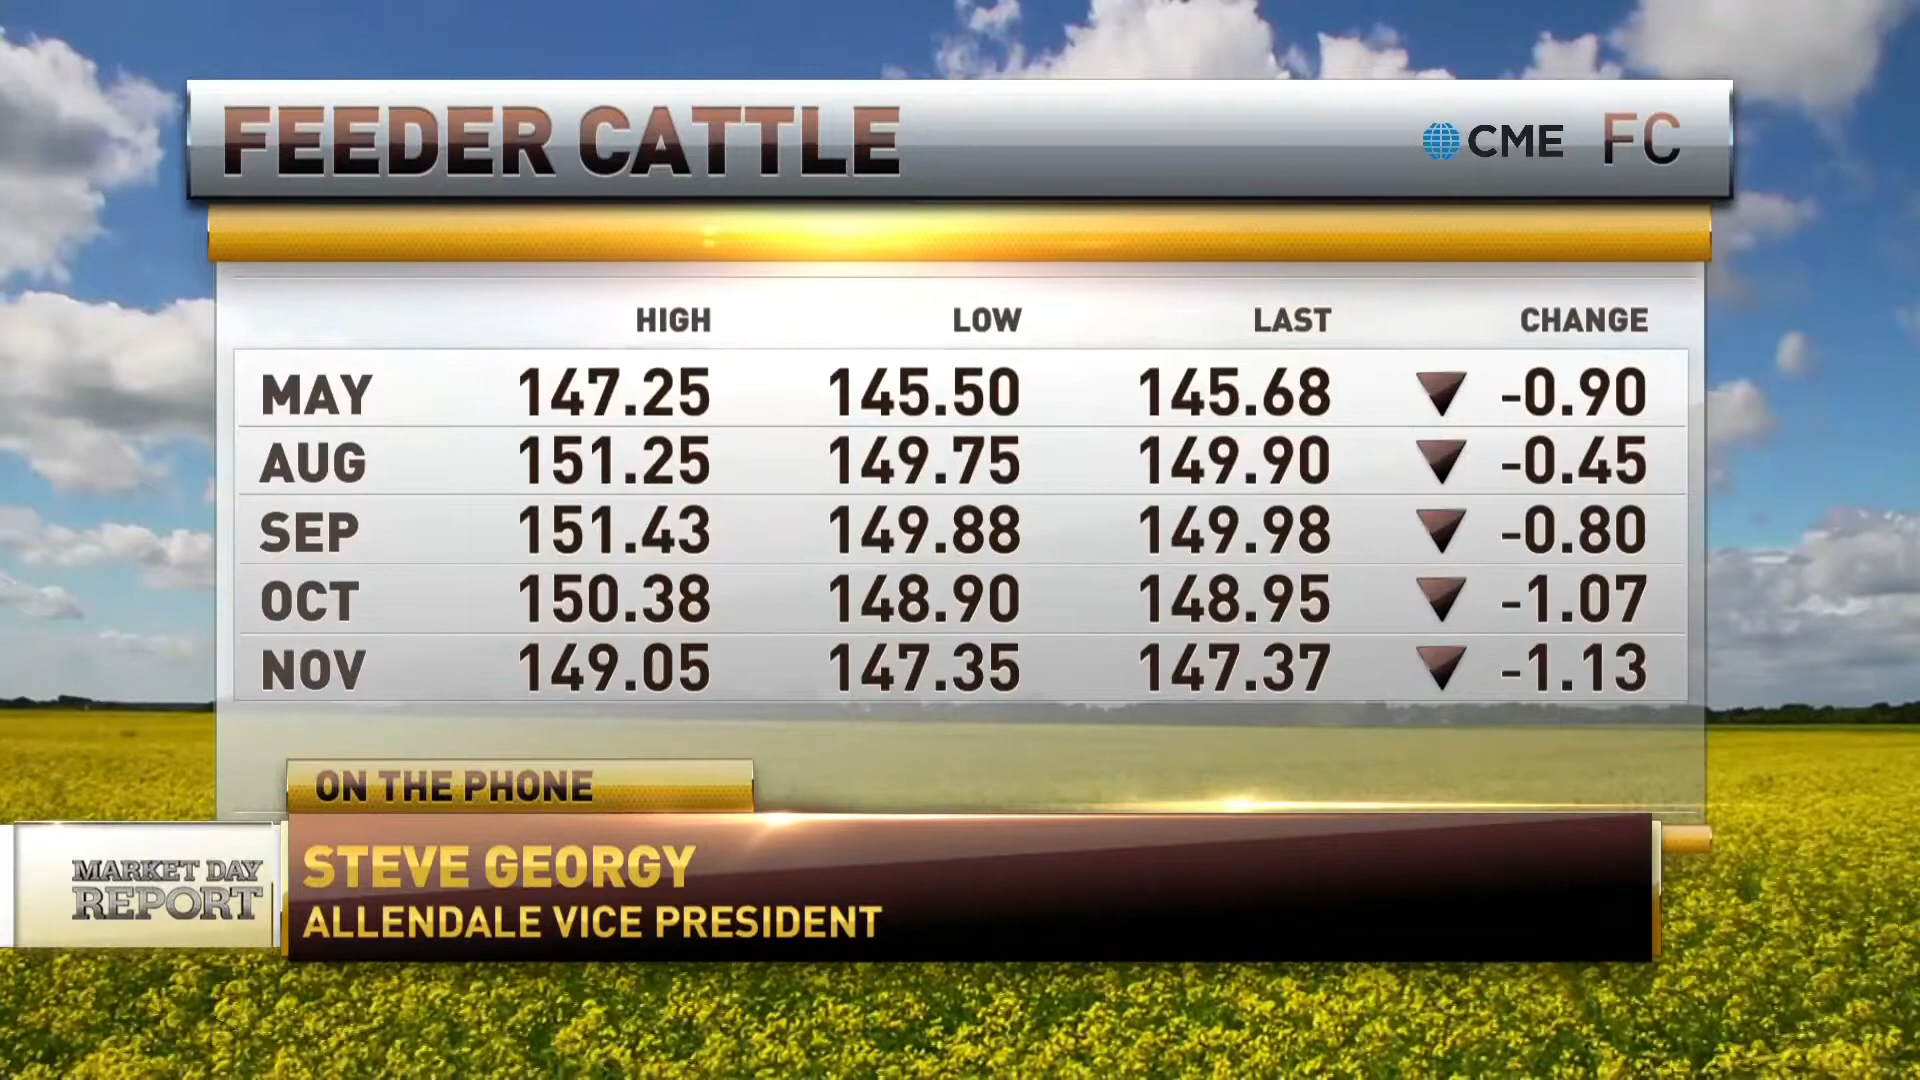 FEEDER CATTLE CME FC
HIGH LOW LAST CHANGE
MAY 147.25 145.50 145.68 -0.90
AUG 151.25 149.75 149.90 -0.45
SEP 151.43 149.88 149.98 -0.80
OCT 150.38 148.90 148.95 -1.07
NOV 149.05 147.35 147.37 -1.13
ON THE PHONE
MARKET DAY
REPORT
STEVE GEORGY
ALLENDALE VICE PRESIDENT